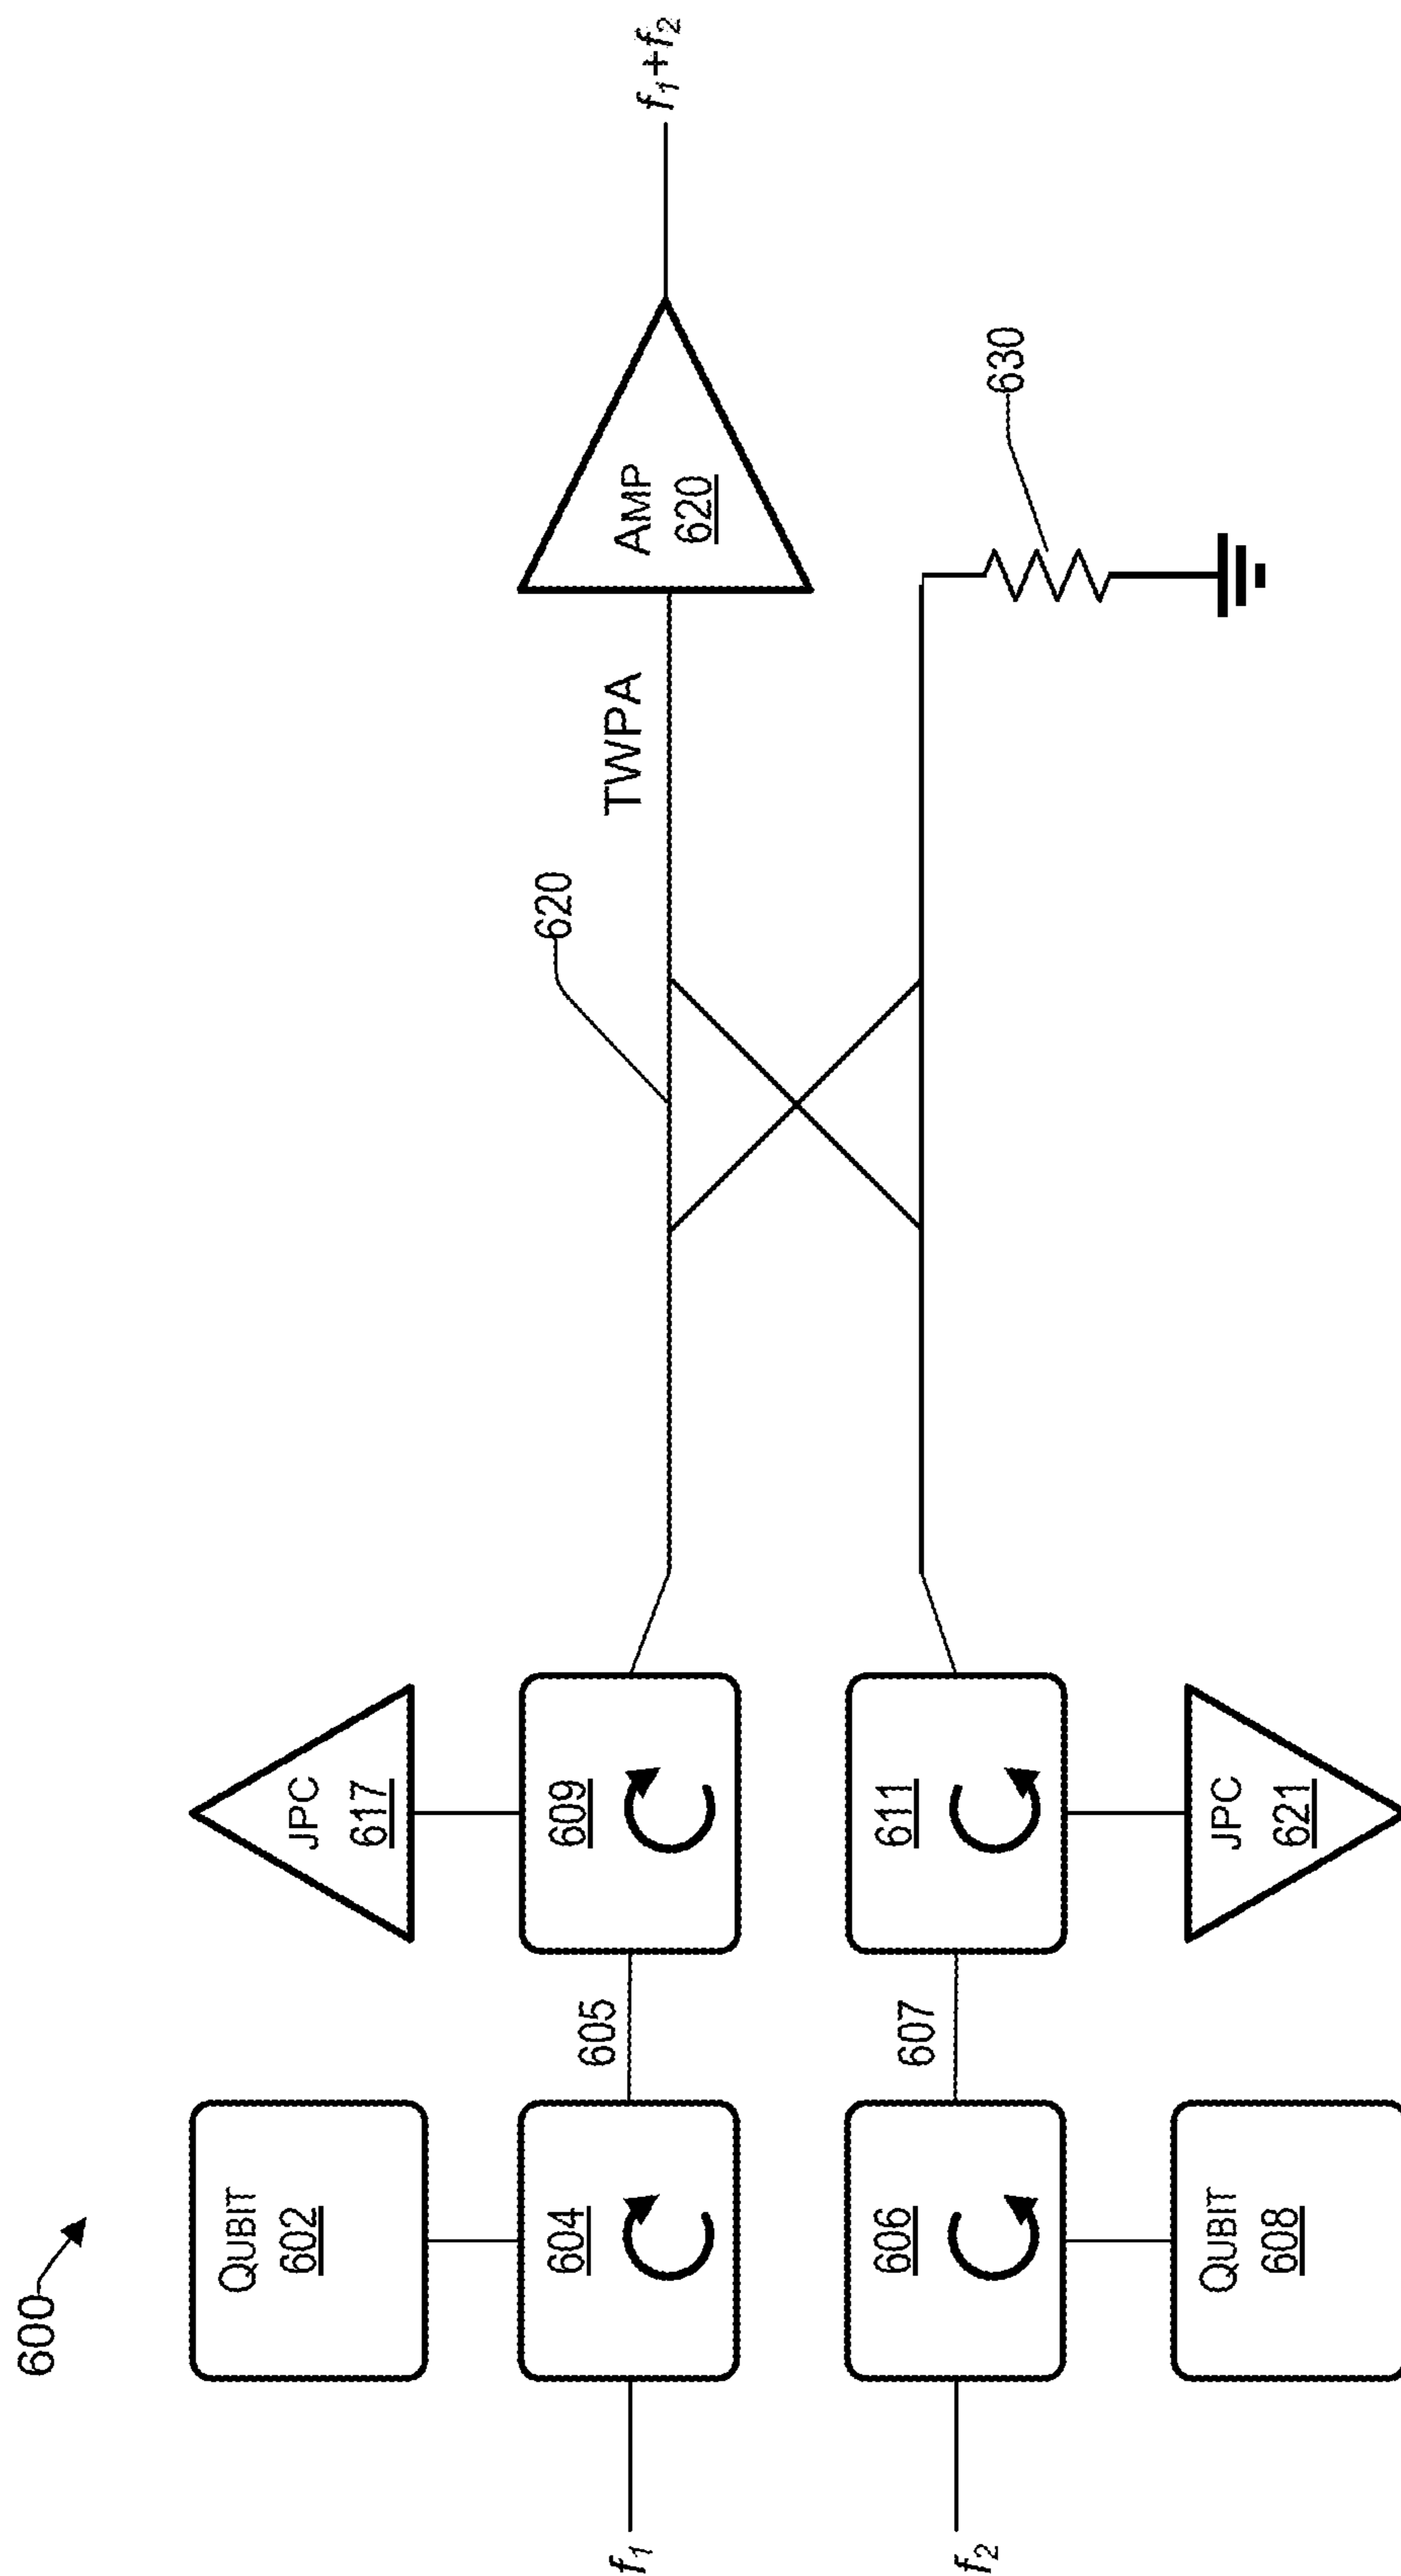 600
QUBIT
602
JPC
617
f₁
604
605
609
620
TWPA
AMP
620
f₁+f₂
f₂
606
607
611
630
QUBIT
608
JPC
621